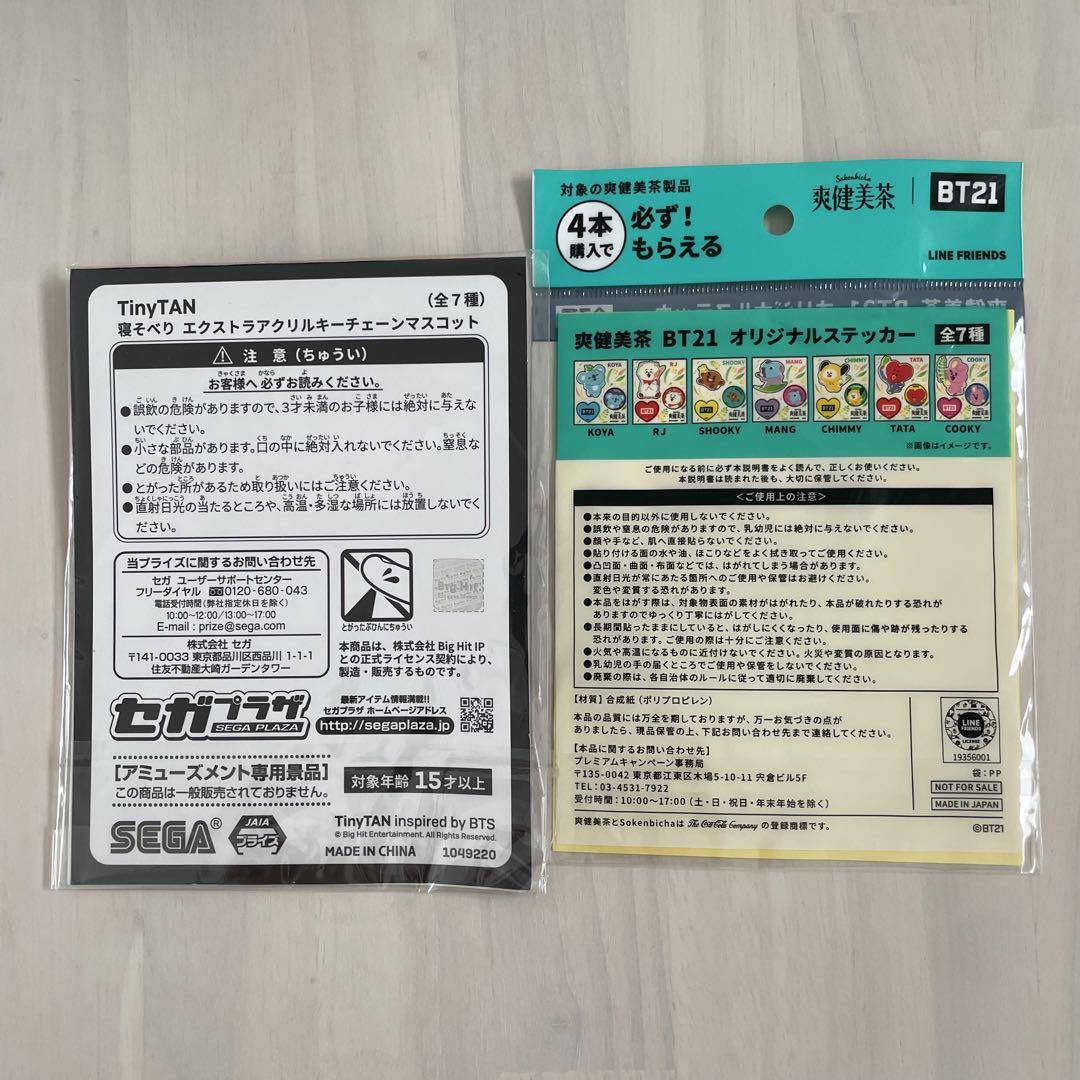 TinyTAN
(全7種)
寝そべり エクストラアクリルキーチェーンマスコット
注 意(ちゅうい)
お客様へ必ずお読みください。
●誤飲の危険がありますので、3才未満のお子様には絶対に与えな
いでください。
●小さな部品があります。口の中に絶対入れないでください。窒息な
どの危険があります。
●とがった所があるため取り扱いにはご注意ください。
●直射日光の当たるところや、高温・多湿な場所には放置しないでく
ださい。
当プライズに関するお問い合わせ先
セガ ユーザーサポートセンター
フリーダイヤル 0120-680-043
電話受付時間(弊社指定休日を除く)
10:00~12:00/13:00~17:00
E-mail : prize@sega.com
株式会社 セガ
〒141-0033 東京都品川区西品川 1-1-1
住友不動産大崎ガーデンタワー
とがったぶひんにちゅうい
本商品は、株式会社 Big Hit IP
との正式ライセンス契約により、
製造・販売するものです。
セガプラザ
SEGA PLAZA
最新アイテム情報満載!!
セガプラザ ホームページアドレス
http://segaplaza.jp
【アミューズメント専用景品】
この商品は一般販売されておりません。
対象年齢 15才以上
SEGA®
JAIA
プライズ
TinyTAN inspired by BTS
© Big Hit Entertainment. All Rights Reserved.
MADE IN CHINA 1049220
対象の爽健美茶製品
4本
購入で
必ず!
もらえる
Sokenbicha
爽健美茶
BT21
LINE FRIENDS
爽健美茶 BT21 オリジナルステッカー 全7種
KOYA RJ SHOOKY MANG CHIMMY TATA COOKY
※画像はイメージです。
ご使用になる前に必ず本説明書をよく読んで、正しくお使いください。
本説明書は読まれた後も、大切に保管してください。
<ご使用上の注意>
●本来の目的以外に使用しないでください。
●誤飲や窒息の危険がありますので、乳幼児には絶対に与えないでください。
●顔や手など、肌へ直接貼らないでください。
●貼り付ける面の水や油、ほこりなどをよく拭き取ってご使用ください。
●凸凹面・曲面・布面などでは、はがれてしまう場合があります。
●直射日光が常にあたる箇所へのご使用や保管はお避けください。
変色や変質する恐れがあります。
●本品をはがす際は、対象物表面の素材がはがれたり、本品が破れたりする恐れが
ありますのでゆっくり丁寧にはがしてください。
●長期間貼ったままにしていると、はがしにくくなったり、使用面に傷や跡が残ったりする
恐れがあります。ご使用の際は十分にご注意ください。
●火気や高温になるものに近付けないでください。火災や変質の原因となります。
●乳幼児の手の届くところでご使用や保管をしないでください。
●廃棄の際は、各自治体のルールに従って適切に廃棄してください。
【材質】合成紙(ポリプロピレン)
本品の品質には万全を期しておりますが、万一お気づきの点が
ありましたら、現品保管の上、下記お問い合わせ先まで連絡してください。
【本品に関するお問い合わせ先】
プレミアムキャンペーン事務局
〒135-0042 東京都江東区木場5-10-11 宍倉ビル5F
TEL:03-4531-7922
受付時間:10:00~17:00(土・日・祝日・年末年始を除く)
爽健美茶とSokenbichaは The Coca-Cola Company の登録商標です。
LINE
FRIENDS
LICENSE
19356001
袋:PP
NOT FOR SALE
MADE IN JAPAN
©BT21